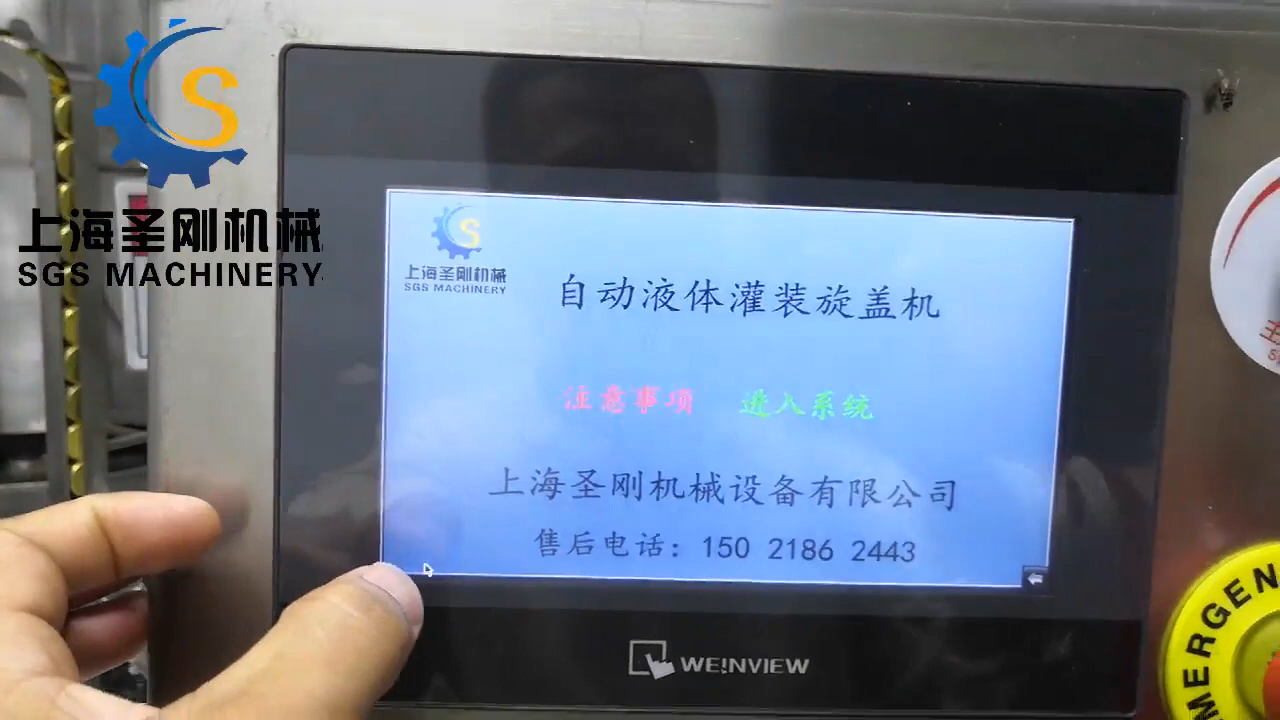 上海圣刚机械
SGS MACHINERY
S
上海圣刚机械
SGS MACHINERY
自动液体灌装旋盖机
注意事项 进入系统
上海圣刚机械设备有限公司
售后电话：150 2186 2443
WEINVIEW